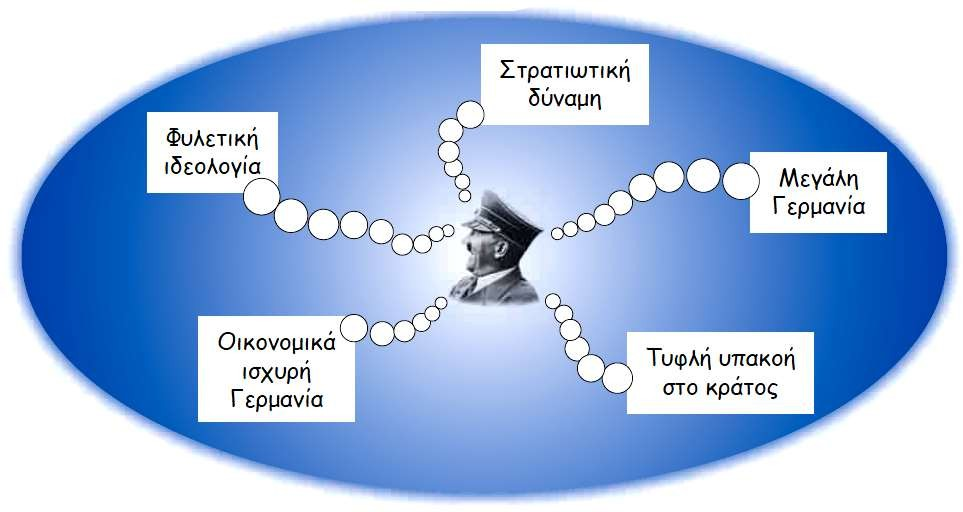 Στρατιωτική
δύναμη
Φυλετική
ιδεολογία
Μεγάλη
Γερμανία
Οικονομικά
ισχυρή
Γερμανία
Τυφλή υπακοή
στο κράτος